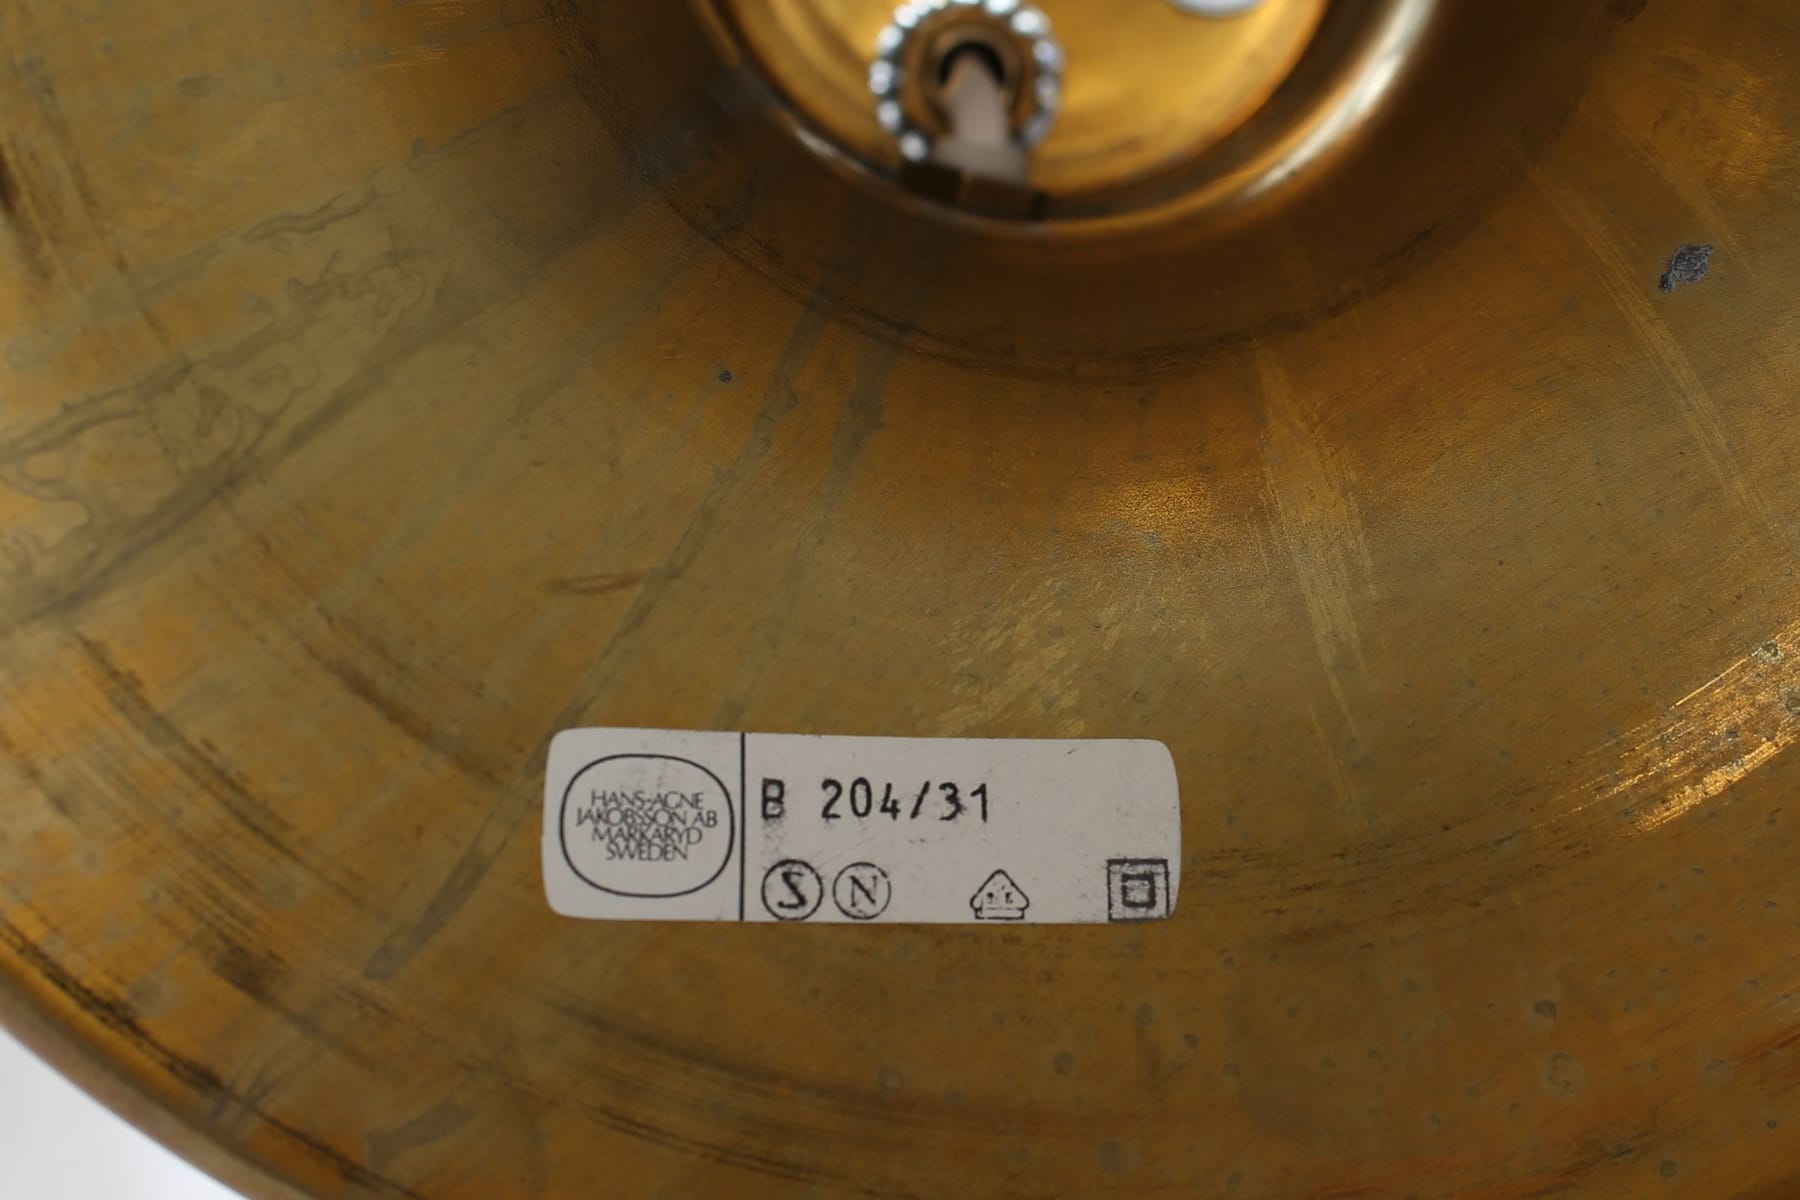 HANS-AGNE
JAKOBSSON AB
MARKARYD
SWEDEN
B 204/31
S N